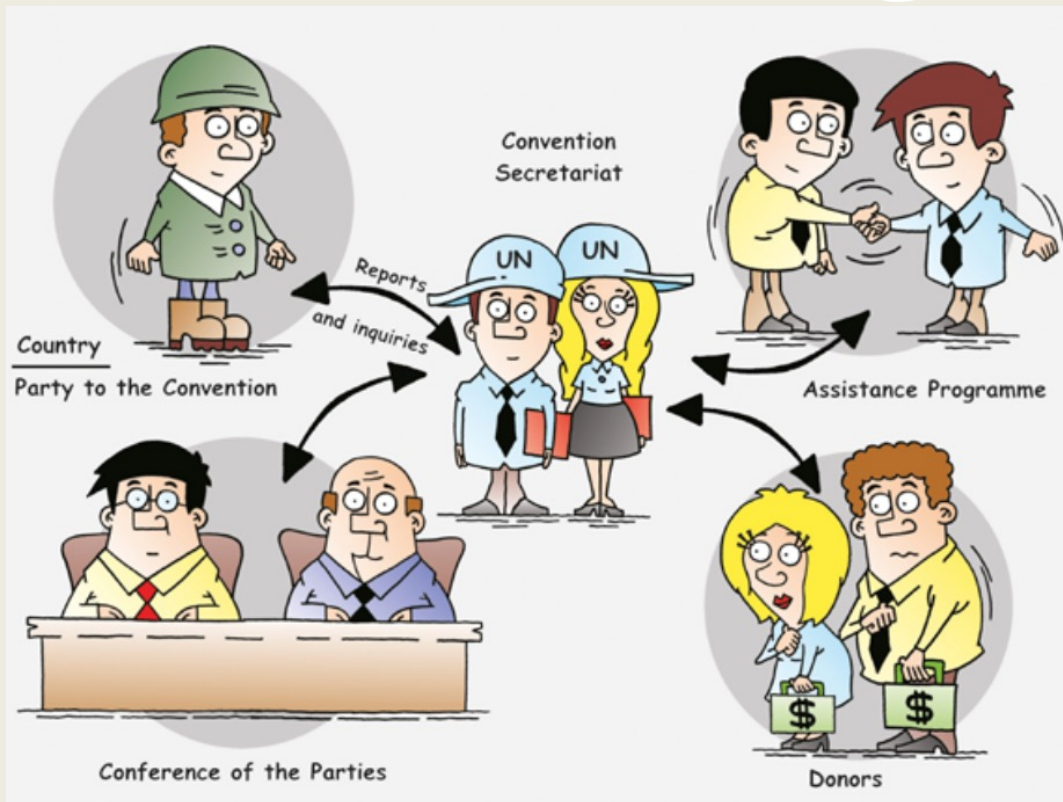 Convention
Secretariat
UN UN
Reports
and inquiries
Country
Party to the Convention
Assistance Programme
$ $
Conference of the Parties
Donors